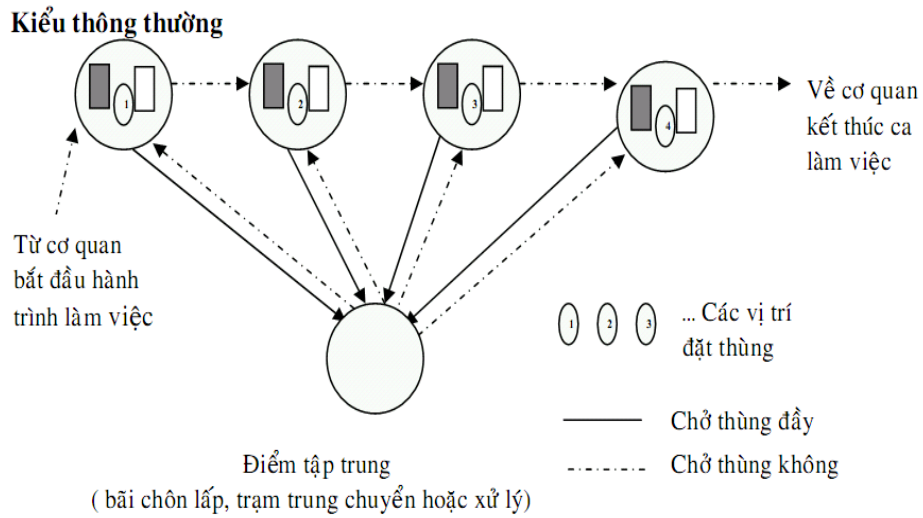 Kiểu thông thường
1
2
3
4
Về cơ quan
kết thúc ca
làm việc
Từ cơ quan
bắt đầu hành
trình làm việc
1 2 3 ... Các vị trí
đặt thùng
Chở thùng đầy
Chở thùng không
Điểm tập trung
( bãi chôn lấp, trạm trung chuyển hoặc xử lý)